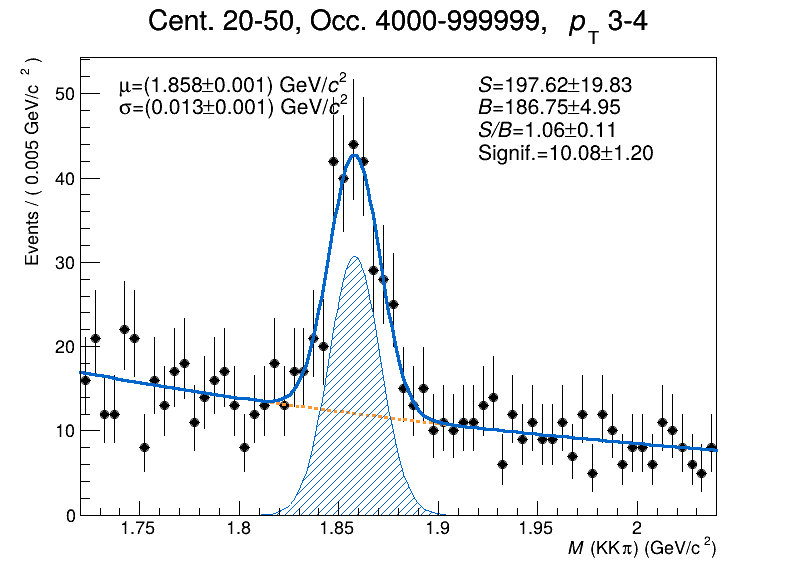 Cent. 20-50, Occ. 4000-999999, p_T 3-4
μ=(1.858±0.001) GeV/c²
σ=(0.013±0.001) GeV/c²
S=197.62±19.83
B=186.75±4.95
S/B=1.06±0.11
Signif.=10.08±1.20
Events / ( 0.005 GeV/c² )
50
40
30
20
10
0
1.75 1.8 1.85 1.9 1.95 2
M (KKπ) (GeV/c²)